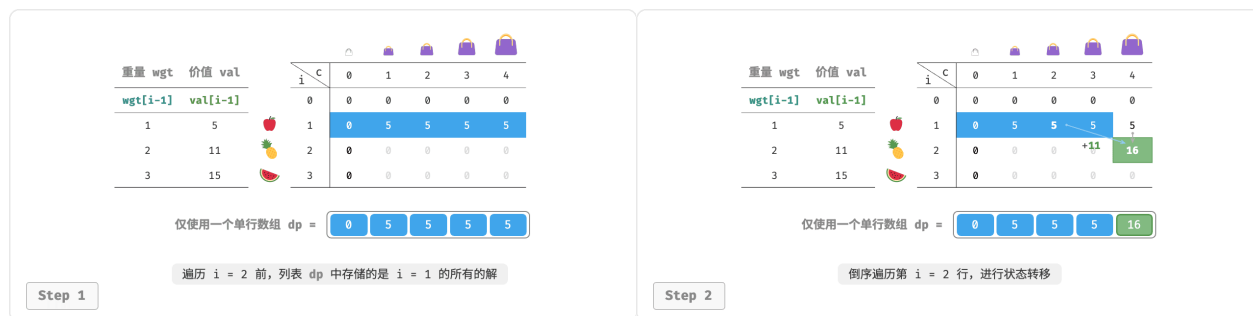 重量 wgt 价值 val
wgt[i-1] val[i-1]
1 5
2 11
3 15
i C 0 1 2 3 4
0 0 0 0 0 0
1 0 5 5 5 5
2 0 0 0 0 0
3 0 0 0 0 0
仅使用一个单行数组 dp = 0 5 5 5 5
遍历 i = 2 前，列表 dp 中存储的是 i = 1 的所有的解
Step 1
重量 wgt 价值 val
wgt[i-1] val[i-1]
1 5
2 11
3 15
i C 0 1 2 3 4
0 0 0 0 0 0
1 0 5 5 5 5
+11
2 0 0 0 0 16
3 0 0 0 0 0
仅使用一个单行数组 dp = 0 5 5 5 16
倒序遍历第 i = 2 行，进行状态转移
Step 2